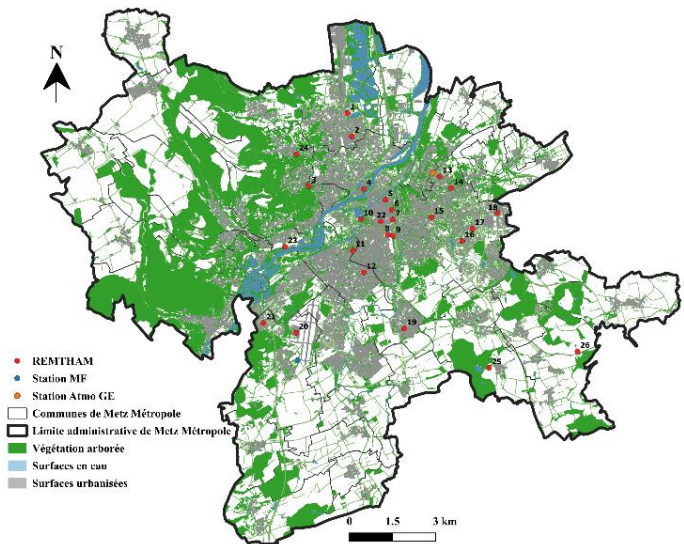 N
1
2
24
3
4
13
14
5
6
18
10
22
7
15
17
8
9
16
23
11
12
21
20
19
26
25
REMTHAM
Station MF
Station Atmo GE
Communes de Metz Métropole
Limite administrative de Metz Métropole
Végétation arborée
Surfaces en eau
Surfaces urbanisées
0 1.5 3 km